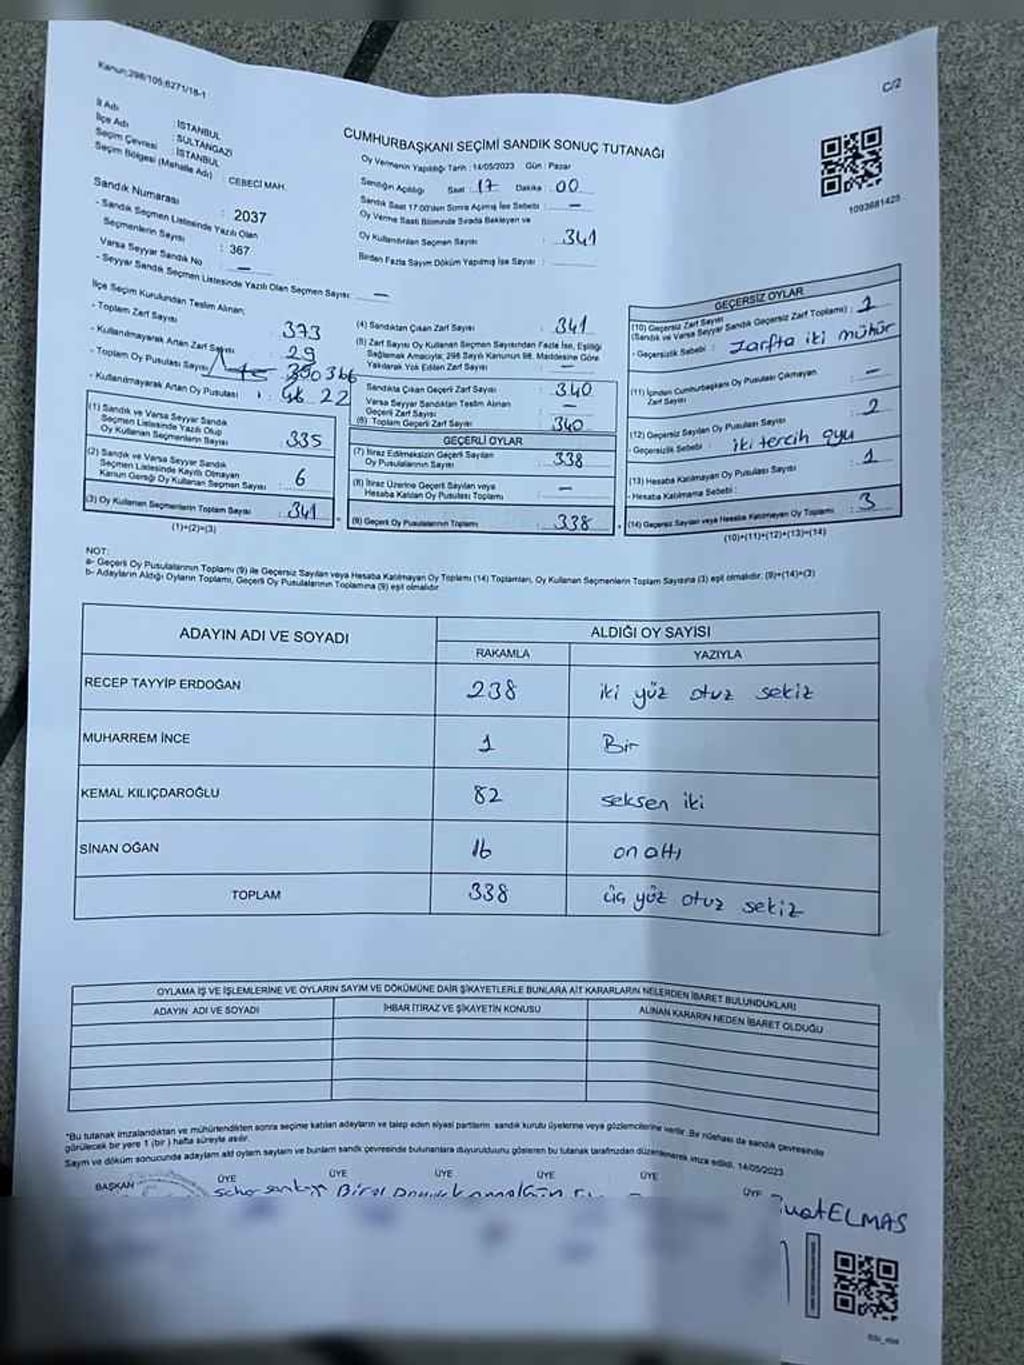 Kanun:298/105;6271/18-1
C/2
İl Adı : İSTANBUL
İlçe Adı : SULTANGAZİ
Seçim Çevresi : İSTANBUL
Seçim Bölgesi (Mahalle Adı) : CEBECİ MAH.
Sandık Numarası : 2037
- Sandık Seçmen Listesinde Yazılı Olan
Seçmenlerin Sayısı : 367
Varsa Seyyar Sandık No —
- Seyyar Sandık Seçmen Listesinde Yazılı Olan Seçmen Sayısı: —
CUMHURBAŞKANI SEÇİMİ SANDIK SONUÇ TUTANAĞI
Oy Vermenin Yapıldığı Tarih : 14/05/2023 Gün : Pazar
Sandığın Açıldığı Saat : 17 Dakika : 00
Sandık Saat 17:00'den Sonra Açılmış İse Sebebi : —
Oy Verme Saati Bitiminde Sırada Bekleyen ve
Oy Kullandırılan Seçmen Sayısı : 341
Birden Fazla Sayım Döküm Yapılmış İse Sayısı :
1093681425
İlçe Seçim Kurulundan Teslim Alınan;
- Toplam Zarf Sayısı : 373
- Kullanılmayarak Artan Zarf Sayısı : 29
- Toplam Oy Pusulası Sayısı 366
- Kullanılmayarak Artan Oy Pusulası : 22
(1) Sandık ve Varsa Seyyar Sandık
Seçmen Listesinde Yazılı Olup
Oy Kullanan Seçmenlerin Sayısı : 335
(2) Sandık ve Varsa Seyyar Sandık
Seçmen Listesinde Kayıtlı Olmayan
Kanun Gereği Oy Kullanan Seçmen Sayısı : 6
(3) Oy Kullanan Seçmenlerin Toplam Sayısı : 341
(1)+(2)=(3)
(4) Sandıktan Çıkan Zarf Sayısı : 341
(5) Zarf Sayısı Oy Kullanan Seçmen Sayısından Fazla İse, Eşitliği
Sağlamak Amacıyla; 298 Sayılı Kanunun 98. Maddesine Göre
Yakılarak Yok Edilen Zarf Sayısı : —
Sandıkta Çıkan Geçerli Zarf Sayısı : 340
Varsa Seyyar Sandıktan Teslim Alınan
Geçerli Zarf Sayısı : —
(6) Toplam Geçerli Zarf Sayısı : 340
GEÇERLİ OYLAR
(7) İtiraz Edilmeksizin Geçerli Sayılan
Oy Pusulalarının Sayısı : 338
(8) İtiraz Üzerine Geçerli Sayılan veya
Hesaba Katılan Oy Pusulası Toplamı : —
(9) Geçerli Oy Pusulalarının Toplamı : 338
GEÇERSİZ OYLAR
(10) Geçersiz Zarf Sayısı
(Sandık ve Varsa Seyyar Sandık Geçersiz Zarf Toplamı) : 1
- Geçersizlik Sebebi : Zarfta iki mühür
(11) İçinden Cumhurbaşkanı Oy Pusulası Çıkmayan
Zarf Sayısı : —
(12) Geçersiz Sayılan Oy Pusulası Sayısı : 2
- Geçersizlik Sebebi : iki tercih oyu
(13) Hesaba Katılmayan Oy Pusulası Sayısı : 1
- Hesaba Katılmama Sebebi :
(14) Geçersiz Sayılan veya Hesaba Katılmayan Oy Toplamı : 3
(10)+(11)+(12)+(13)=(14)
NOT:
a- Geçerli Oy Pusulalarının Toplamı (9) ile Geçersiz Sayılan veya Hesaba Katılmayan Oy Toplamı (14) Toplamları, Oy Kullanan Seçmenlerin Toplam Sayısına (3) eşit olmalıdır. (9)+(14)=(3)
b- Adayların Aldığı Oyların Toplamı, Geçerli Oy Pusulalarının Toplamına (9) eşit olmalıdır.
ADAYIN ADI VE SOYADI ALDIĞI OY SAYISI
RAKAMLA YAZIYLA
RECEP TAYYİP ERDOĞAN 238 iki yüz otuz sekiz
MUHARREM İNCE 1 Bir
KEMAL KILIÇDAROĞLU 82 seksen iki
SİNAN OĞAN 16 on altı
TOPLAM 338 üç yüz otuz sekiz
OYLAMA İŞ VE İŞLEMLERİNE VE OYLARIN SAYIM VE DÖKÜMÜNE DAİR ŞİKAYETLERLE BUNLARA AİT KARARLARIN NELERDEN İBARET BULUNDUKLARI
ADAYIN ADI VE SOYADI İHBAR İTİRAZ VE ŞİKAYETİN KONUSU ALINAN KARARIN NEDEN İBARET OLDUĞU
*Bu tutanak imzalandıktan ve mühürlendikten sonra seçime katılan adayların ve talep eden siyasi partilerin sandık kurulu üyelerine veya gözlemcilerine verilir. Bir nüshası da sandık çevresinde
görülecek bir yere 1 (bir) hafta süreyle asılır.
Sayım ve döküm sonucunda adayların ald oyların sayısını ve bunların sandık çevresinde bulunanlara duyurulduğunu gösteren bu tutanak tarafımızdan düzenlenerek imza edildi. 14/05/2023
BAŞKAN ÜYE ÜYE ÜYE ÜYE ÜYE ÜYE
ELMAS